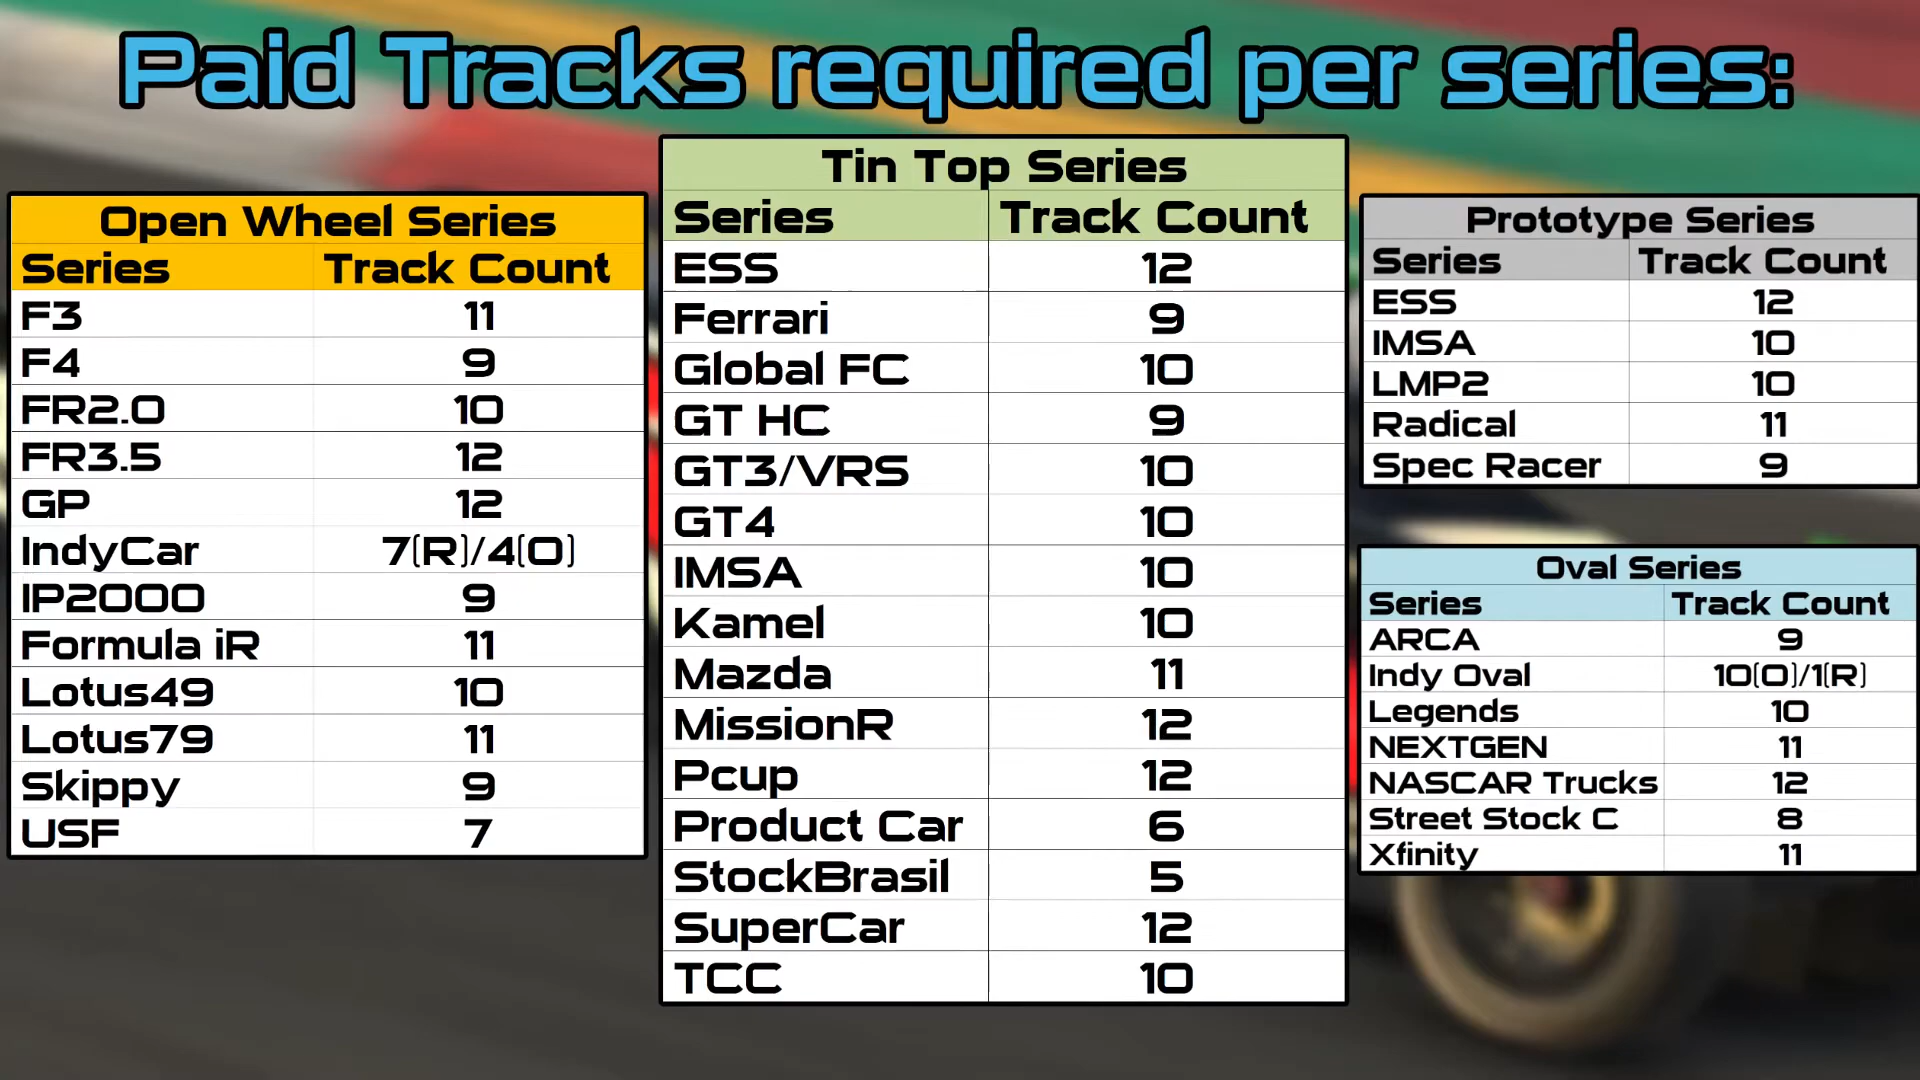 Paid Tracks required per series:
Open Wheel Series
Series Track Count
F3 11
F4 9
FR2.0 10
FR3.5 12
GP 12
IndyCar 7(R)/4(O)
IP2000 9
Formula iR 11
Lotus49 10
Lotus79 11
Skippy 9
USF 7
Tin Top Series
Series Track Count
ESS 12
Ferrari 9
Global FC 10
GT HC 9
GT3/VRS 10
GT4 10
IMSA 10
Kamel 10
Mazda 11
MissionR 12
Pcup 12
Product Car 6
StockBrasil 5
SuperCar 12
TCC 10
Prototype Series
Series Track Count
ESS 12
IMSA 10
LMP2 10
Radical 11
Spec Racer 9
Oval Series
Series Track Count
ARCA 9
Indy Oval 10(O)/1(R)
Legends 10
NEXTGEN 11
NASCAR Trucks 12
Street Stock C 8
Xfinity 11